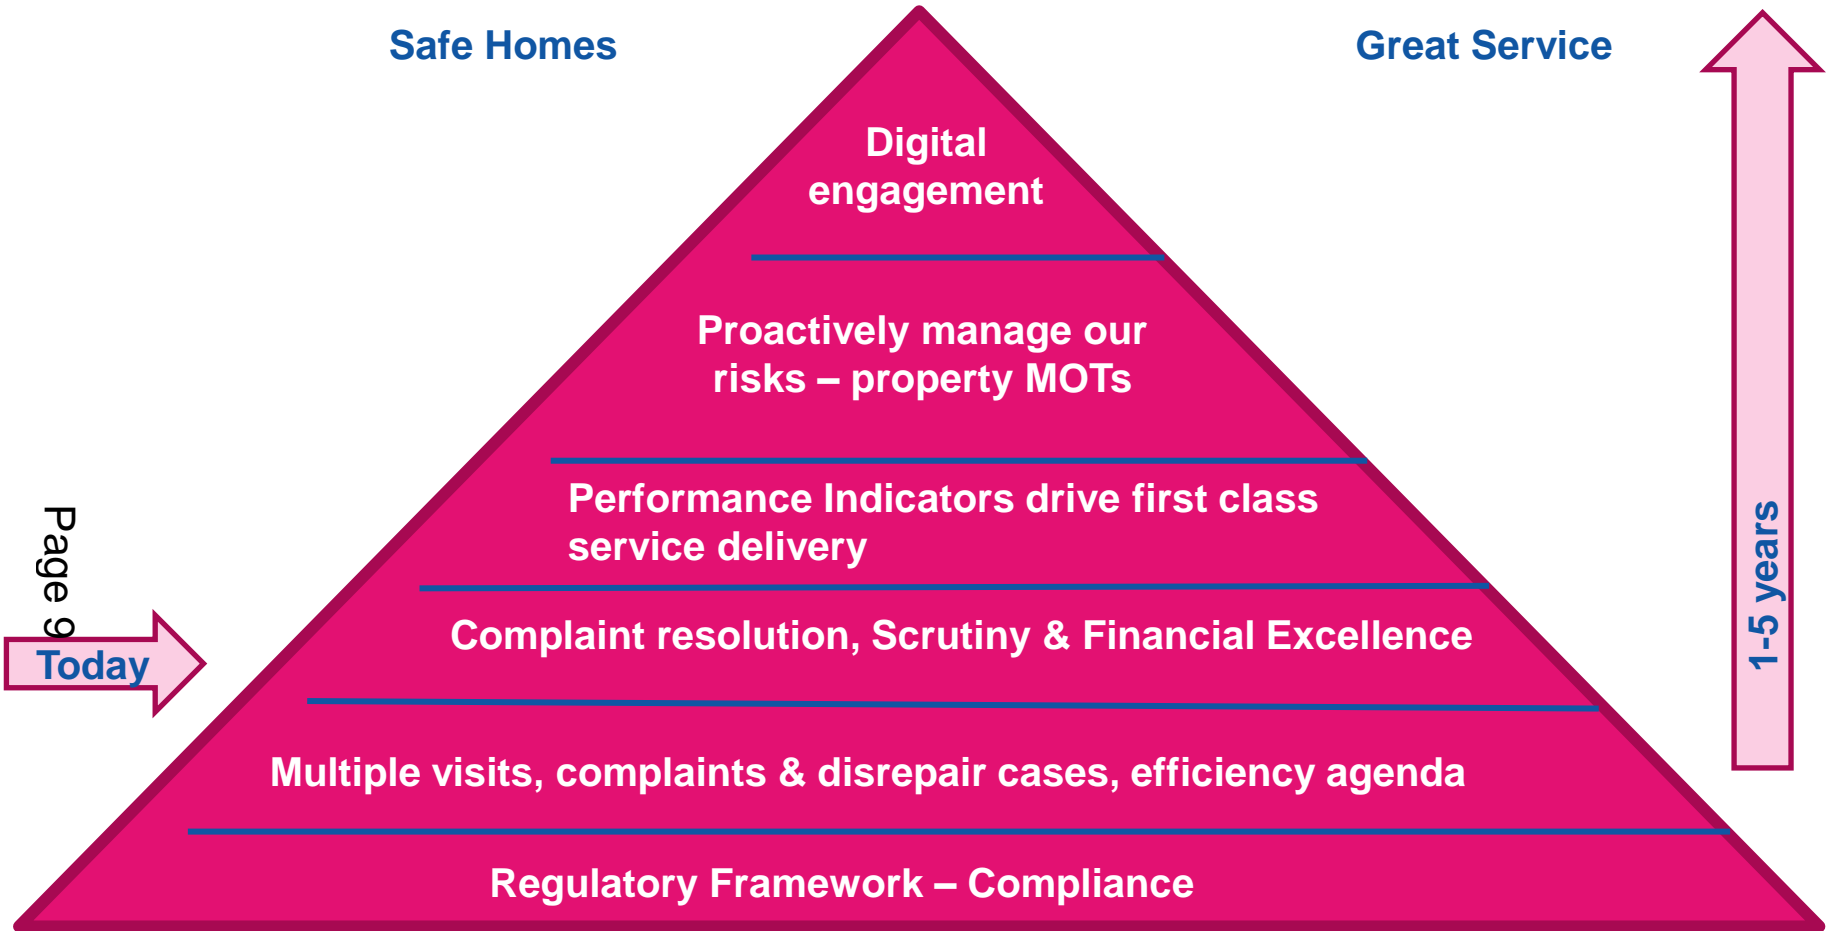 Safe Homes
Great Service
Digital
engagement
Proactively manage our
risks – property MOTs
Performance Indicators drive first class
service delivery
Complaint resolution, Scrutiny & Financial Excellence
Multiple visits, complaints & disrepair cases, efficiency agenda
Regulatory Framework – Compliance
Page 9
Today
1-5 years